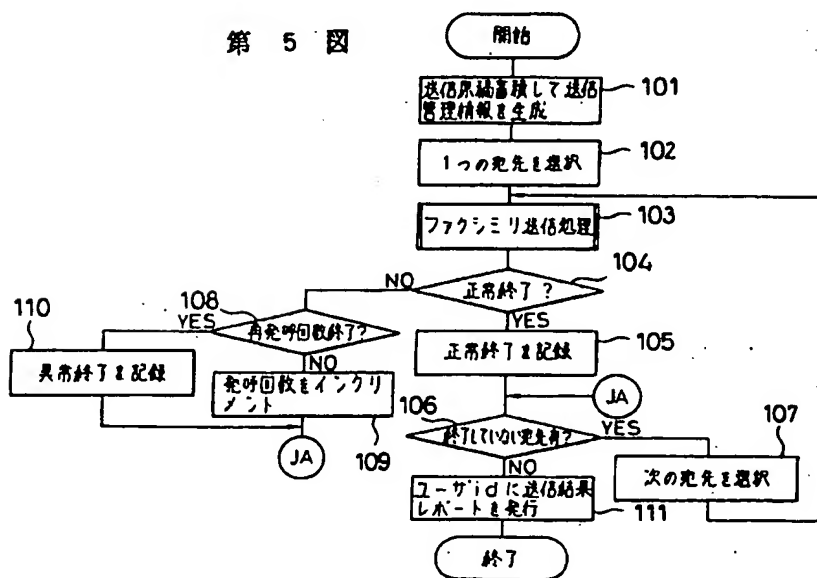 第 5 図
開始
送信原稿蓄積して送信
管理情報を生成
101
1つの宛先を選択
102
ファクシミリ送信処理
103
正常終了?
104
NO
YES
108
再発呼回数終了?
YES
NO
110
異常終了を記録
発呼回数をインクリ
メント
109
JA
正常終了を記録
105
JA
106
終了していない宛先有?
YES
NO
107
次の宛先を選択
ユーザidに送信結果
レポートを発行
111
終了